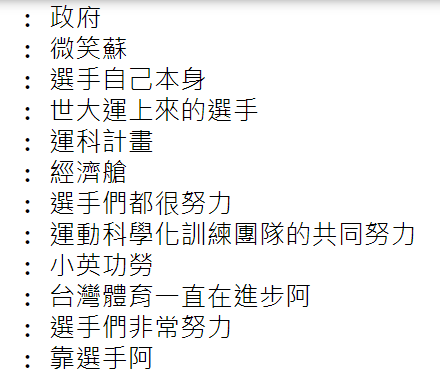 : 政府
: 微笑蘇
: 選手自己本身
: 世大運上來的選手
: 運科計畫
: 經濟艙
: 選手們都很努力
: 運動科學化訓練團隊的共同努力
: 小英功勞
: 台灣體育一直在進步阿
: 選手們非常努力
: 靠選手阿